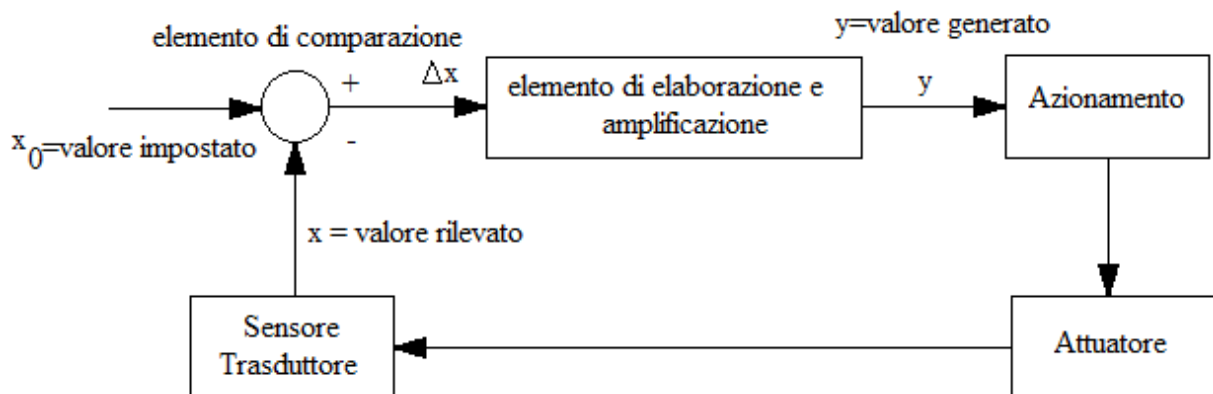 y=valore generato
elemento di comparazione
+
Δx
elemento di elaborazione e
amplificazione
y
Azionamento
x0=valore impostato
-
x = valore rilevato
Sensore
Trasduttore
Attuatore